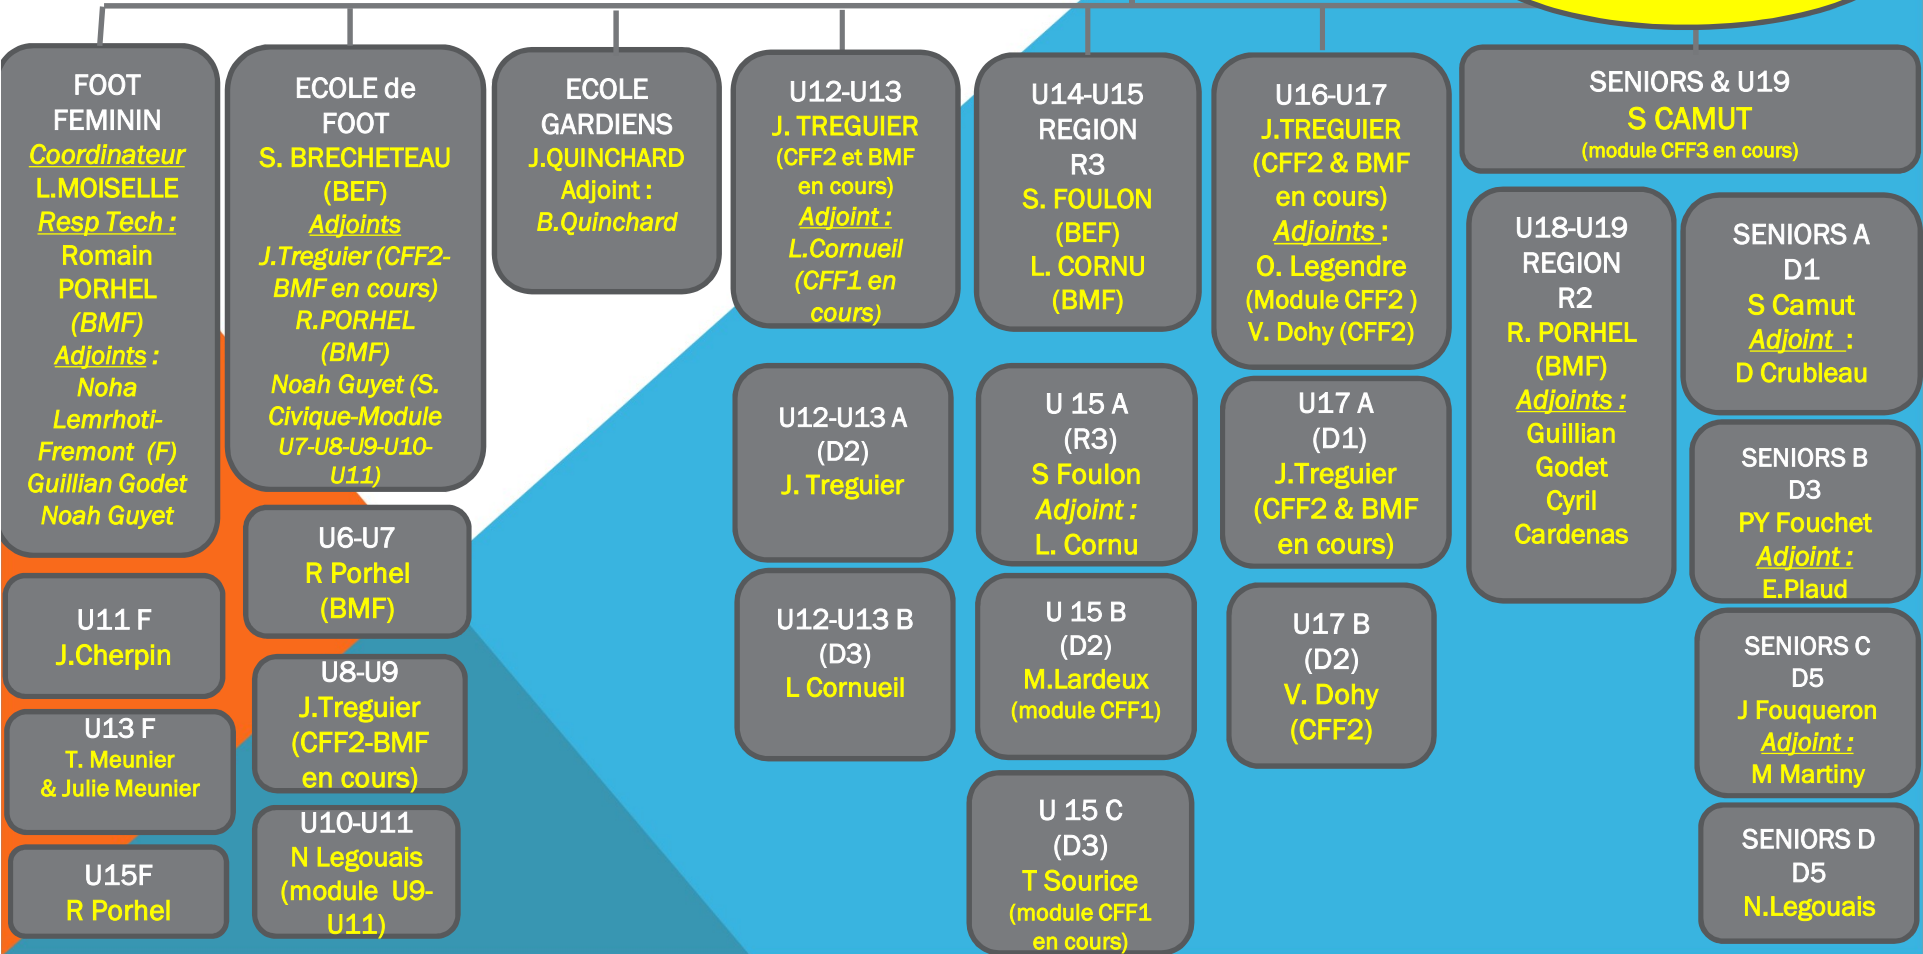 FOOT
FEMININ
Coordinateur
L.MOISELLE
Resp Tech :
Romain
PORHEL
(BMF)
Adjoints :
Noha
Lemrhoti-
Fremont (F)
Guillian Godet
Noah Guyet
U11 F
J.Cherpin
U13 F
T. Meunier
& Julie Meunier
U15F
R Porhel
ECOLE de
FOOT
S. BRECHETEAU
(BEF)
Adjoints
J.Treguier (CFF2-
BMF en cours)
R.PORHEL
(BMF)
Noah Guyet (S.
Civique-Module
U7-U8-U9-U10-
U11)
U6-U7
R Porhel
(BMF)
U8-U9
J.Treguier
(CFF2-BMF
en cours)
U10-U11
N Legouais
(module U9-
U11)
ECOLE
GARDIENS
J.QUINCHARD
Adjoint :
B.Quinchard
U12-U13
J. TREGUIER
(CFF2 et BMF
en cours)
Adjoint :
L.Cornueil
(CFF1 en
cours)
U12-U13 A
(D2)
J. Treguier
U12-U13 B
(D3)
L Cornueil
U14-U15
REGION
R3
S. FOULON
(BEF)
L. CORNU
(BMF)
U 15 A
(R3)
S Foulon
Adjoint :
L. Cornu
U 15 B
(D2)
M.Lardeux
(module CFF1)
U 15 C
(D3)
T Sourice
(module CFF1
en cours)
U16-U17
J.TREGUIER
(CFF2 & BMF
en cours)
Adjoints :
O. Legendre
(Module CFF2 )
V. Dohy (CFF2)
U17 A
(D1)
J.Treguier
(CFF2 & BMF
en cours)
U17 B
(D2)
V. Dohy
(CFF2)
SENIORS & U19
S CAMUT
(module CFF3 en cours)
U18-U19
REGION
R2
R. PORHEL
(BMF)
Adjoints :
Guillian
Godet
Cyril
Cardenas
SENIORS A
D1
S Camut
Adjoint :
D Crubleau
SENIORS B
D3
PY Fouchet
Adjoint :
E.Plaud
SENIORS C
D5
J Fouqueron
Adjoint :
M Martiny
SENIORS D
D5
N.Legouais